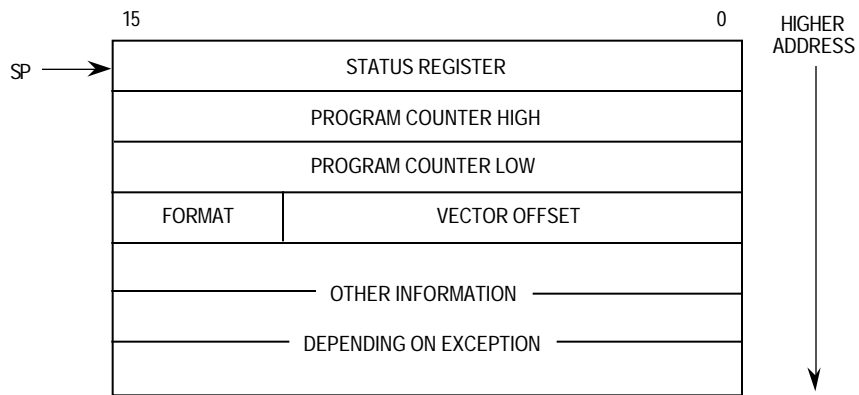 15 0
HIGHER
ADDRESS
SP
STATUS REGISTER
PROGRAM COUNTER HIGH
PROGRAM COUNTER LOW
FORMAT VECTOR OFFSET
OTHER INFORMATION
DEPENDING ON EXCEPTION